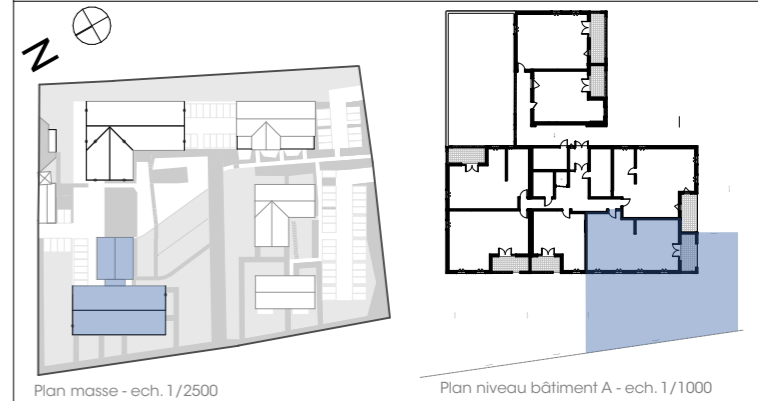 N
Plan masse - ech. 1/2500
Plan niveau bâtiment A - ech. 1/1000